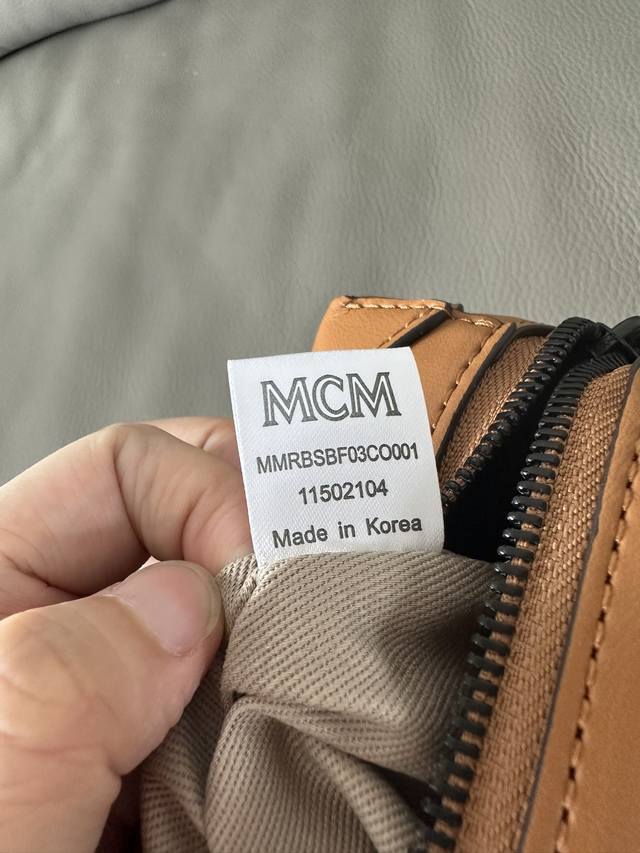 MCM
MMRBSBF03CO001
11502104
Made in Korea